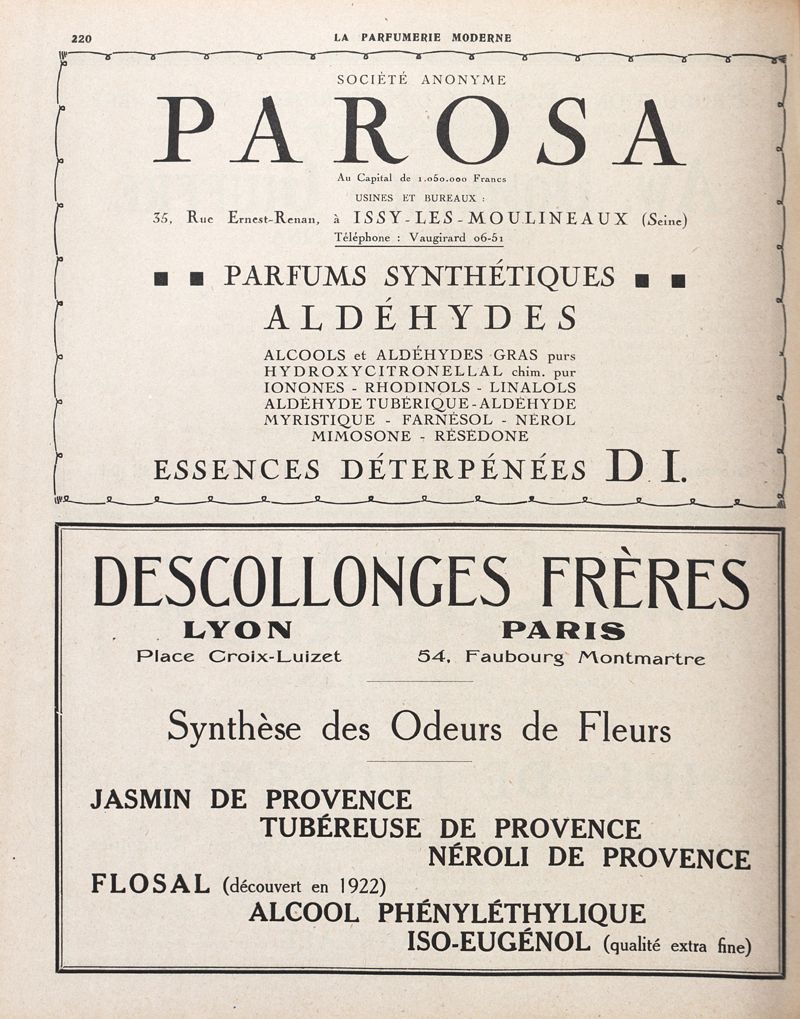 220
LA PARFUMERIE MODERNE
SOCIÉTÉ ANONYME
PAROSA
Au Capital de 1.050.000 Francs
USINES ET BUREAUX :
35, Rue Ernest-Renan, à ISSY-LES-MOULINEAUX (Seine)
Téléphone : Vaugirard 06-51
■ ■ PARFUMS SYNTHÉTIQUES ■ ■
ALDÉHYDES
ALCOOLS et ALDÉHYDES GRAS purs
HYDROXYCITRONELLAL chim. pur
IONONES - RHODINOLS - LINALOLS
ALDÉHYDE TUBÉRIQUE - ALDÉHYDE
MYRISTIQUE - FARNÉSOL - NÉROL
MIMOSONE - RÉSÉDONE
ESSENCES DÉTERPÉNÉES D. I.
DESCOLLONGES FRÈRES
LYON PARIS
Place Croix-Luizet 54, Faubourg Montmartre
Synthèse des Odeurs de Fleurs
JASMIN DE PROVENCE
TUBÉREUSE DE PROVENCE
NÉROLI DE PROVENCE
FLOSAL (découvert en 1922)
ALCOOL PHÉNYLÉTHYLIQUE
ISO-EUGÉNOL (qualité extra fine)